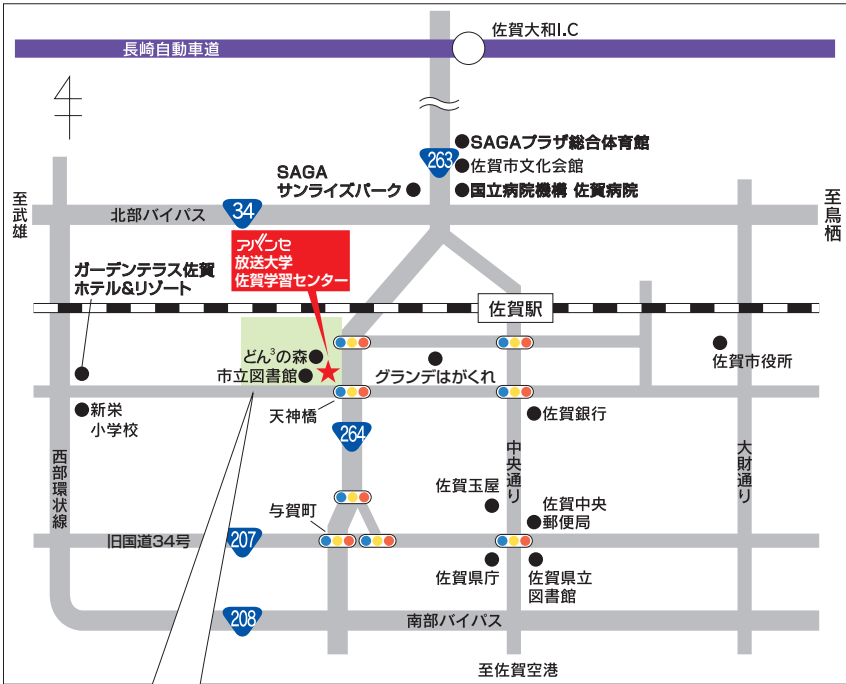 佐賀大和I.C
長崎自動車道
263
SAGAプラザ総合体育館
佐賀市文化会館
国立病院機構 佐賀病院
SAGA
サンライズパーク
至武雄
北部バイパス
34
至鳥栖
アバンセ
放送大学
佐賀学習センター
ガーデンテラス佐賀
ホテル&リゾート
佐賀駅
どん³の森
市立図書館
グランデはがくれ
佐賀市役所
天神橋
新栄
小学校
佐賀銀行
264
西部環状線
中央通り
大財通り
佐賀玉屋
佐賀中央
郵便局
与賀町
旧国道34号
207
佐賀県庁
佐賀県立
図書館
208
南部バイパス
至佐賀空港